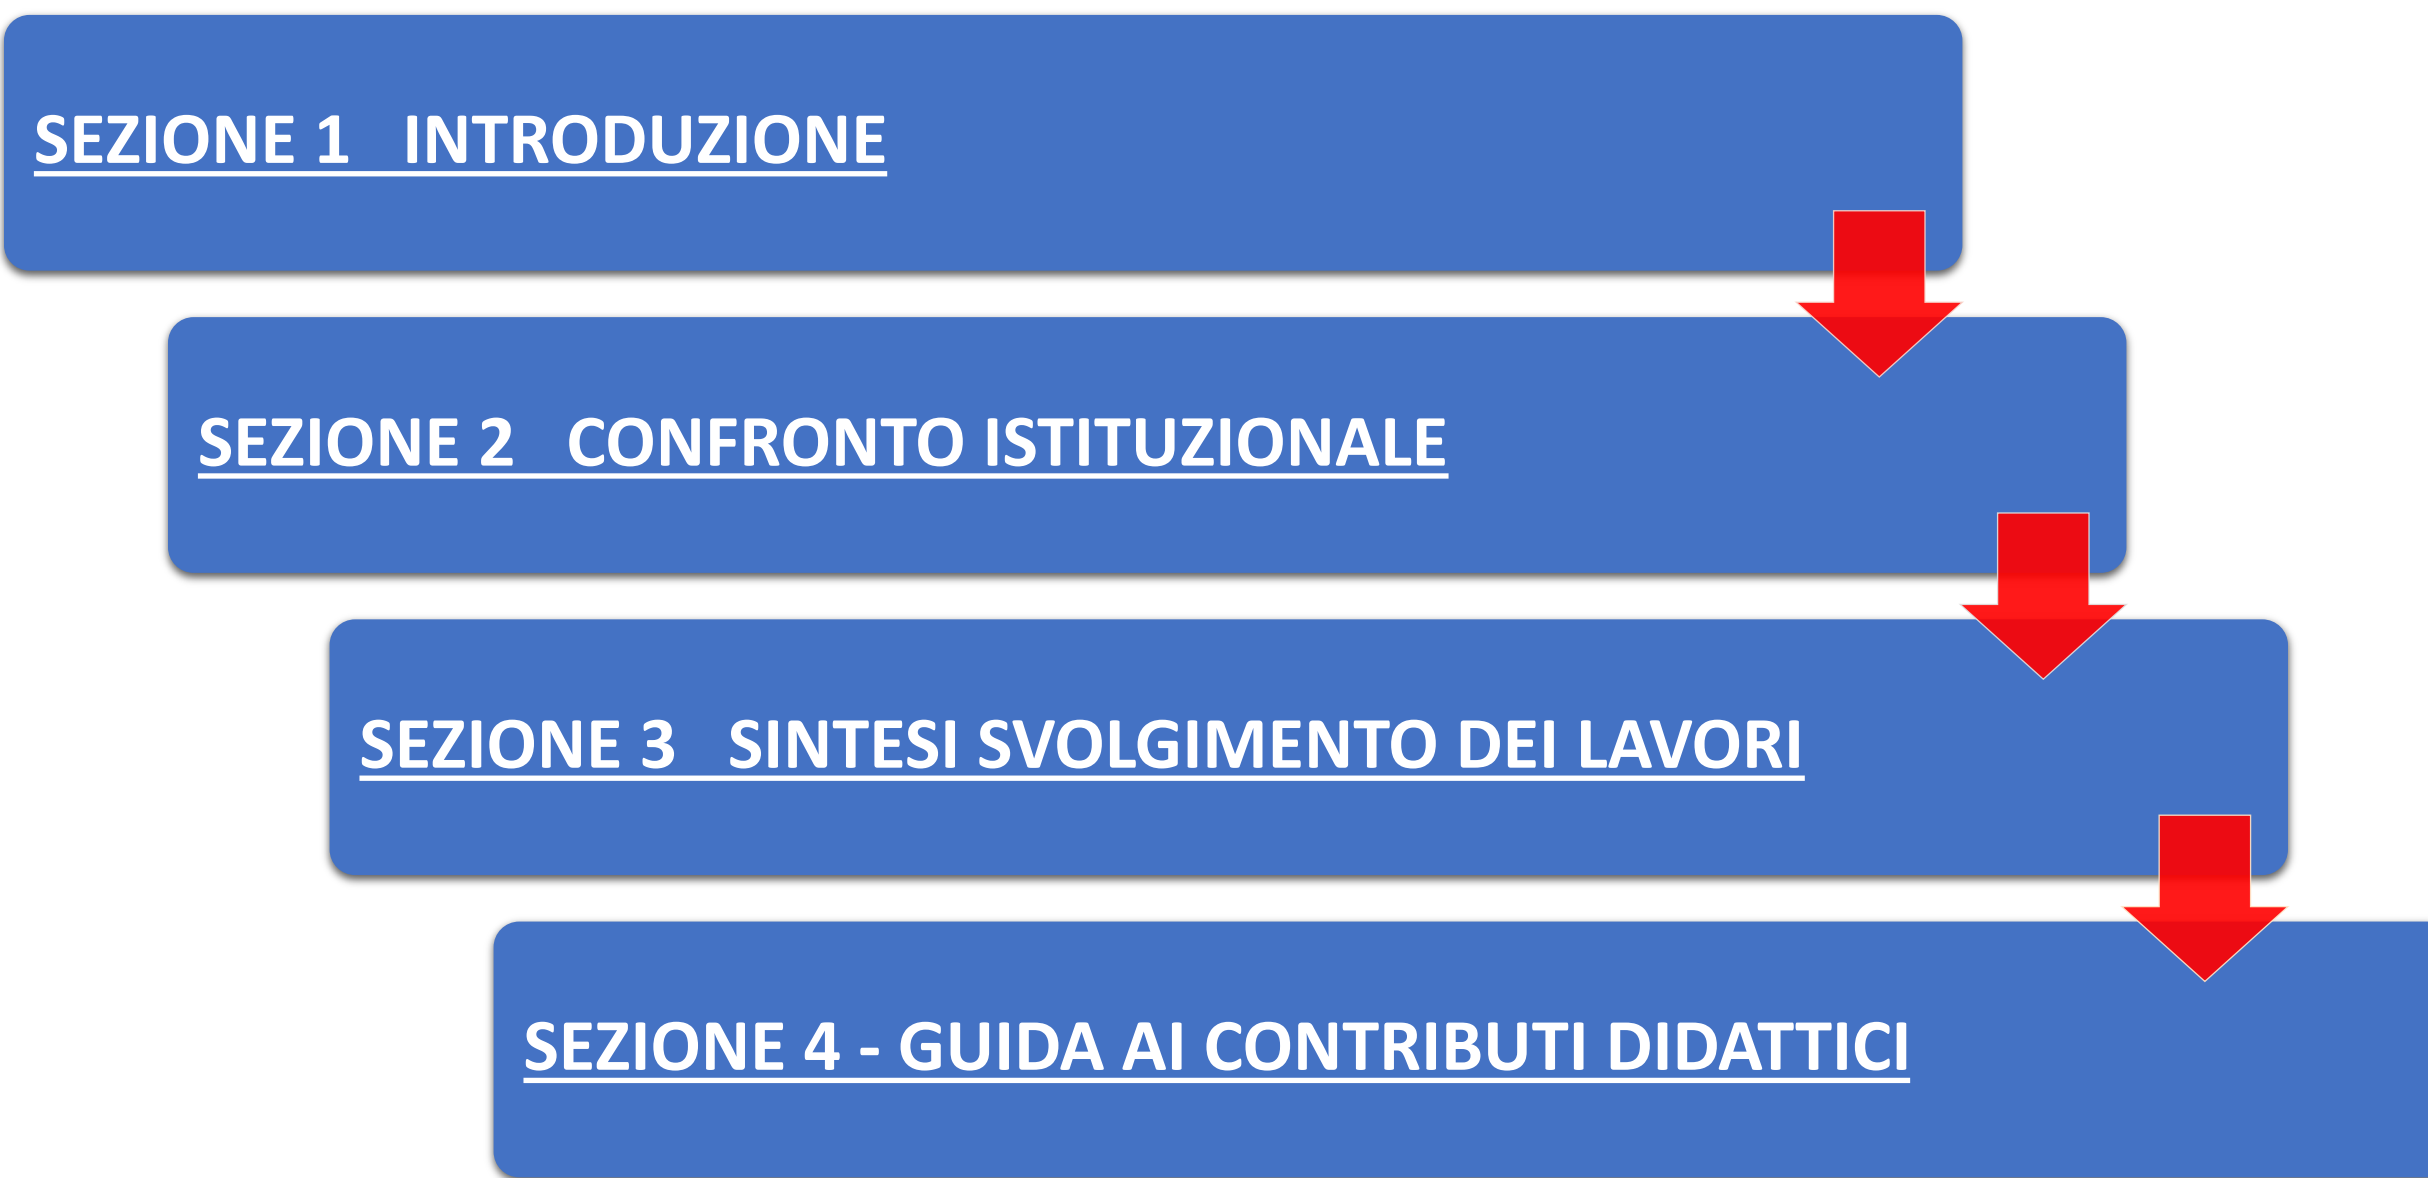 SEZIONE 1 INTRODUZIONE
SEZIONE 2 CONFRONTO ISTITUZIONALE
SEZIONE 3 SINTESI SVOLGIMENTO DEI LAVORI
SEZIONE 4 - GUIDA AI CONTRIBUTI DIDATTICI